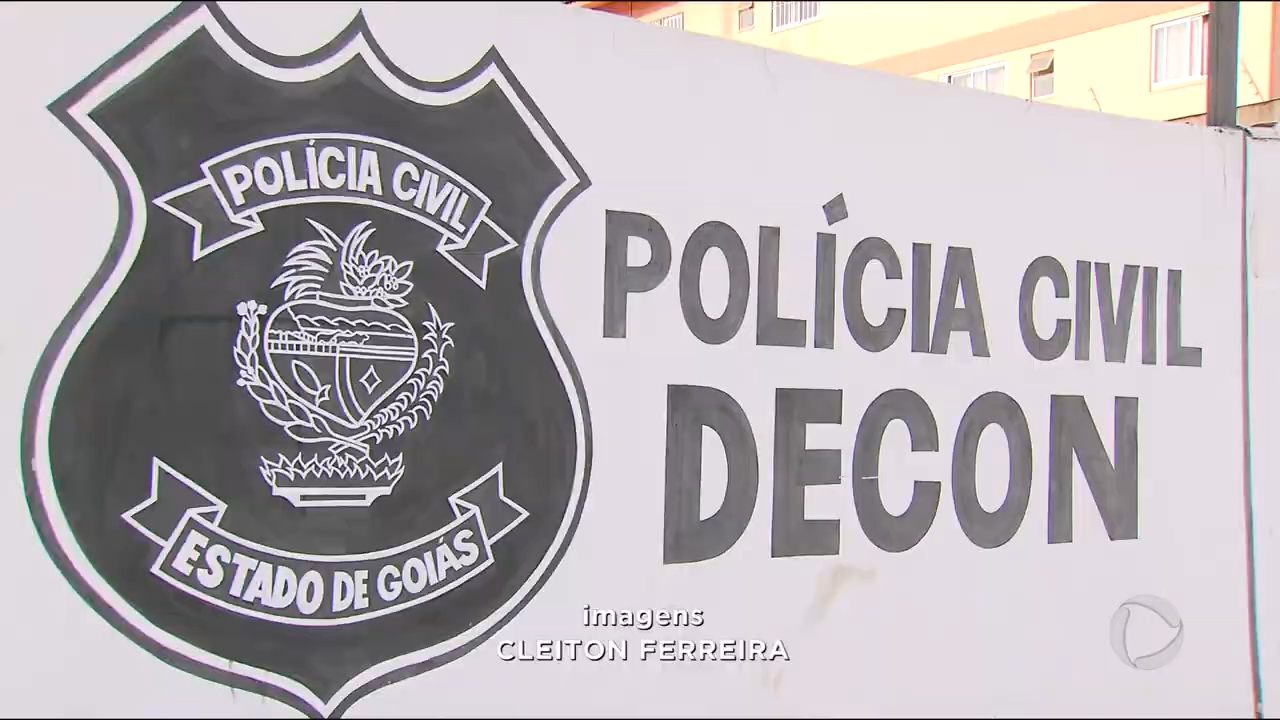 POLÍCIA CIVIL
ESTADO DE GOIÁS
POLÍCIA CIVIL
DECON
imagens
CLEITON FERREIRA